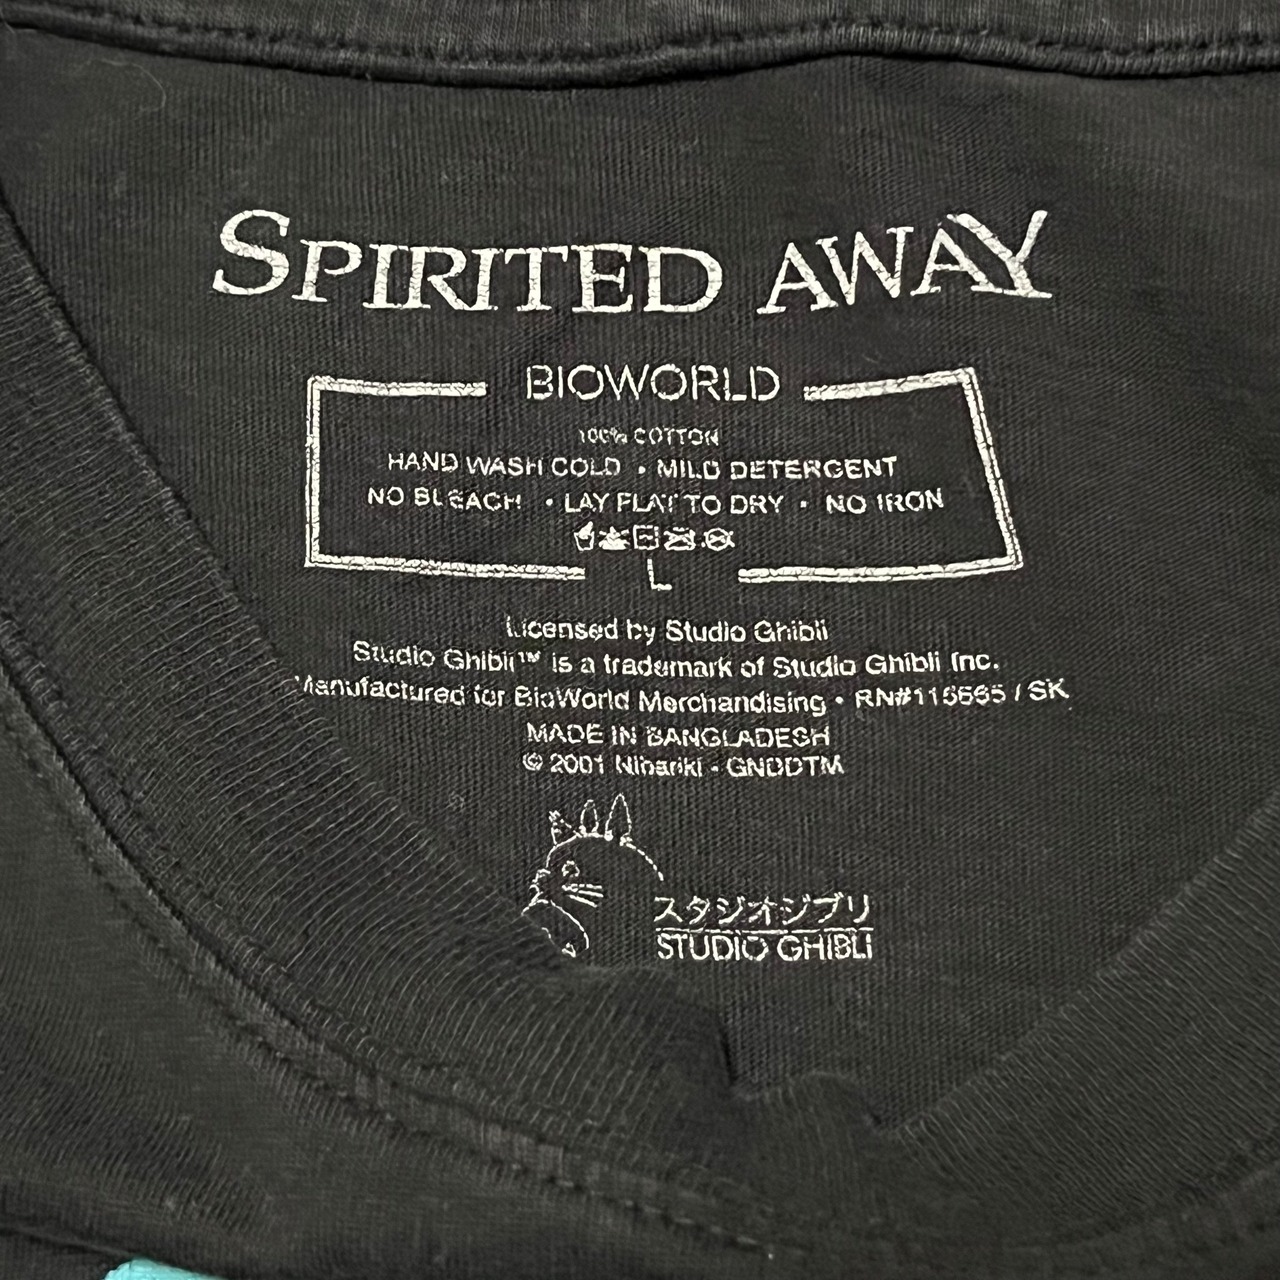 SPIRITED AWAY
BIOWORLD
100% COTTON
HAND WASH COLD • MILD DETERGENT
NO BLEACH • LAY FLAT TO DRY • NO IRON
L
Licensed by Studio Ghibli
Studio Ghibli™ is a trademark of Studio Ghibli Inc.
Manufactured for BioWorld Merchandising • RN#115665 / SK
MADE IN BANGLADESH
© 2001 Nibariki - GNDDTM
スタジオジブリ
STUDIO GHIBLI